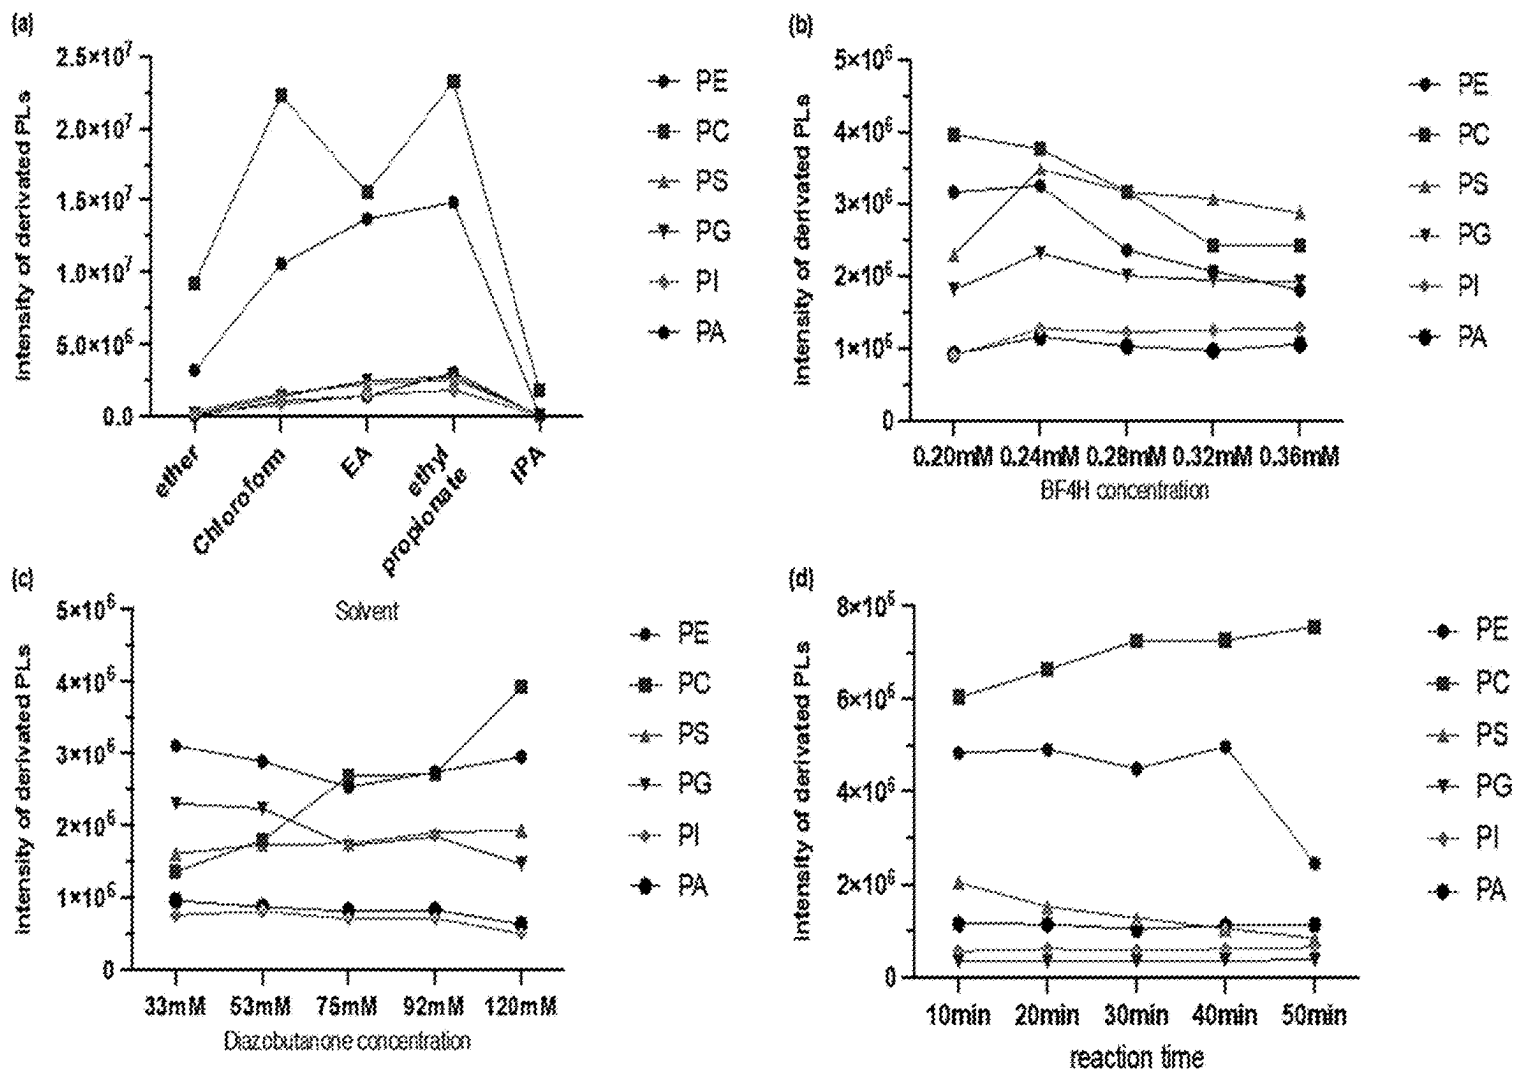 (a)
Intensity of derivated PLs
2.5×10⁷
2.0×10⁷
1.5×10⁷
1.0×10⁷
5.0×10⁶
0.0
ether
Chloroform
EA
ethyl
propionate
IPA
Solvent
PE
PC
PS
PG
PI
PA
(b)
Intensity of derivated PLs
5×10⁶
4×10⁶
3×10⁶
2×10⁶
1×10⁶
0
0.20mM 0.24mM 0.28mM 0.32mM 0.36mM
BF4H concentration
PE
PC
PS
PG
PI
PA
(c)
Intensity of derivated PLs
5×10⁶
4×10⁶
3×10⁶
2×10⁶
1×10⁶
0
33mM 53mM 75mM 92mM 120mM
Diazobutanone concentration
PE
PC
PS
PG
PI
PA
(d)
Intensity of derivated PLs
8×10⁶
6×10⁶
4×10⁶
2×10⁶
0
10min 20min 30min 40min 50min
reaction time
PE
PC
PS
PG
PI
PA